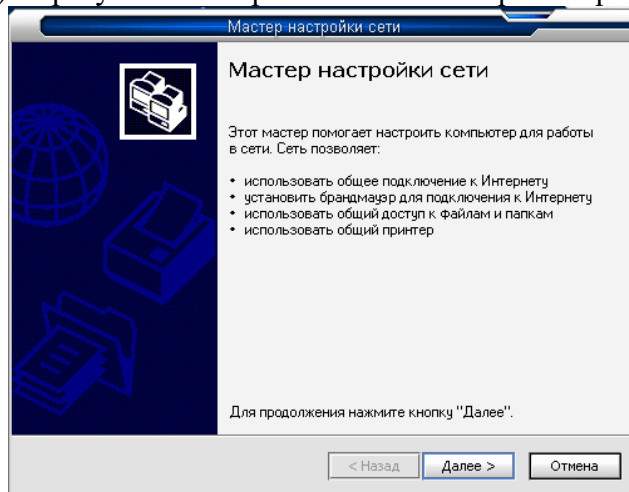 Мастер настройки сети
Мастер настройки сети
Этот мастер помогает настроить компьютер для работы
в сети. Сеть позволяет:
• использовать общее подключение к Интернету
• установить брандмауэр для подключения к Интернету
• использовать общий доступ к файлам и папкам
• использовать общий принтер
Для продолжения нажмите кнопку "Далее".
< Назад Далее > Отмена